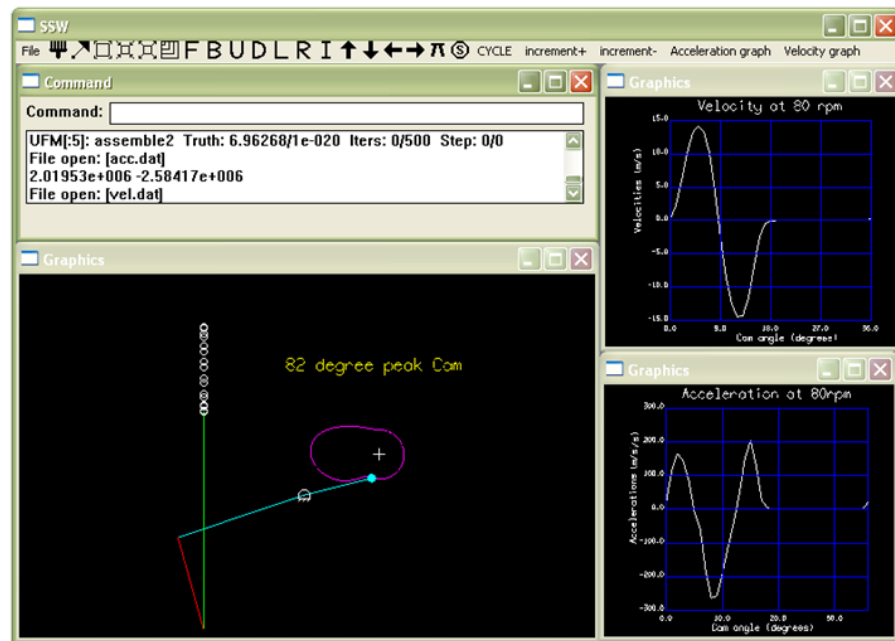 SSW
File F B U D L R I π S CYCLE increment+ increment- Acceleration graph Velocity graph
Command
Command:
UFM[:5]: assemble2 Truth: 6.96268/1e-020 Iters: 0/500 Step: 0/0
File open: [acc.dat]
2.01953e+006 -2.58417e+006
File open: [vel.dat]
Graphics
82 degree peak Cam
Graphics
Velocity at 80 rpm
Velocities (m/s)
15.0
10.0
5.0
0.0
-5.0
-10.0
-15.0
0.0 9.0 18.0 27.0 36.0
Cam angle (degrees)
Graphics
Acceleration at 80rpm
Accelerations (m/s/s)
300.0
200.0
100.0
0.0
-100.0
-200.0
-300.0
0.0 10.0 20.0 30.0
Cam angle (degrees)